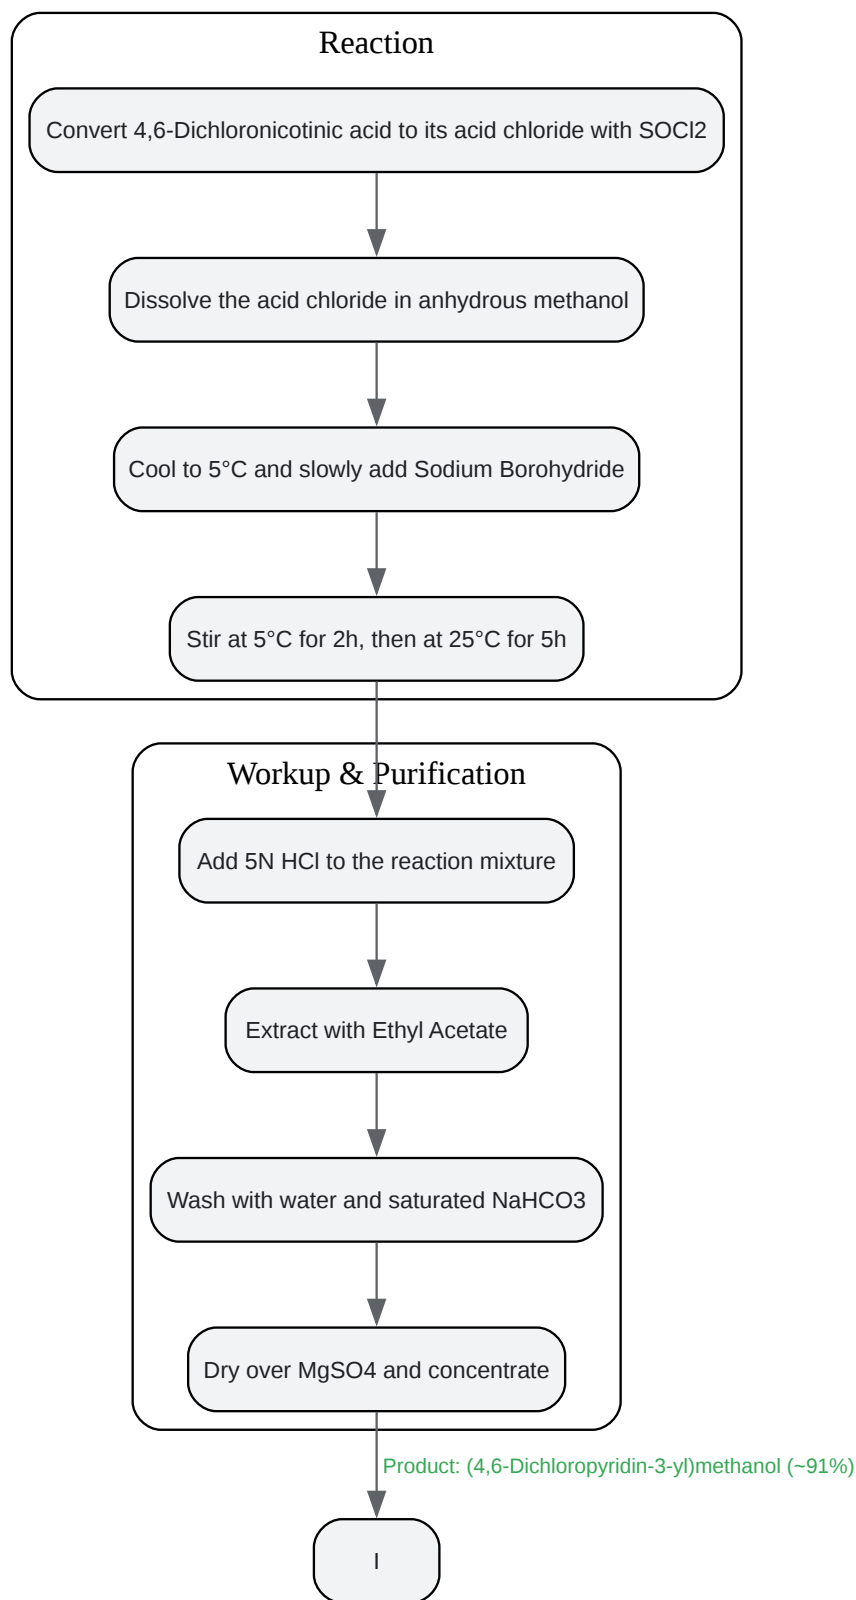 Reaction
Convert 4,6-Dichloronicotinic acid to its acid chloride with SOCl2
Dissolve the acid chloride in anhydrous methanol
Cool to 5°C and slowly add Sodium Borohydride
Stir at 5°C for 2h, then at 25°C for 5h
Workup & Purification
Add 5N HCl to the reaction mixture
Extract with Ethyl Acetate
Wash with water and saturated NaHCO3
Dry over MgSO4 and concentrate
Product: (4,6-Dichloropyridin-3-yl)methanol (~91%)
I